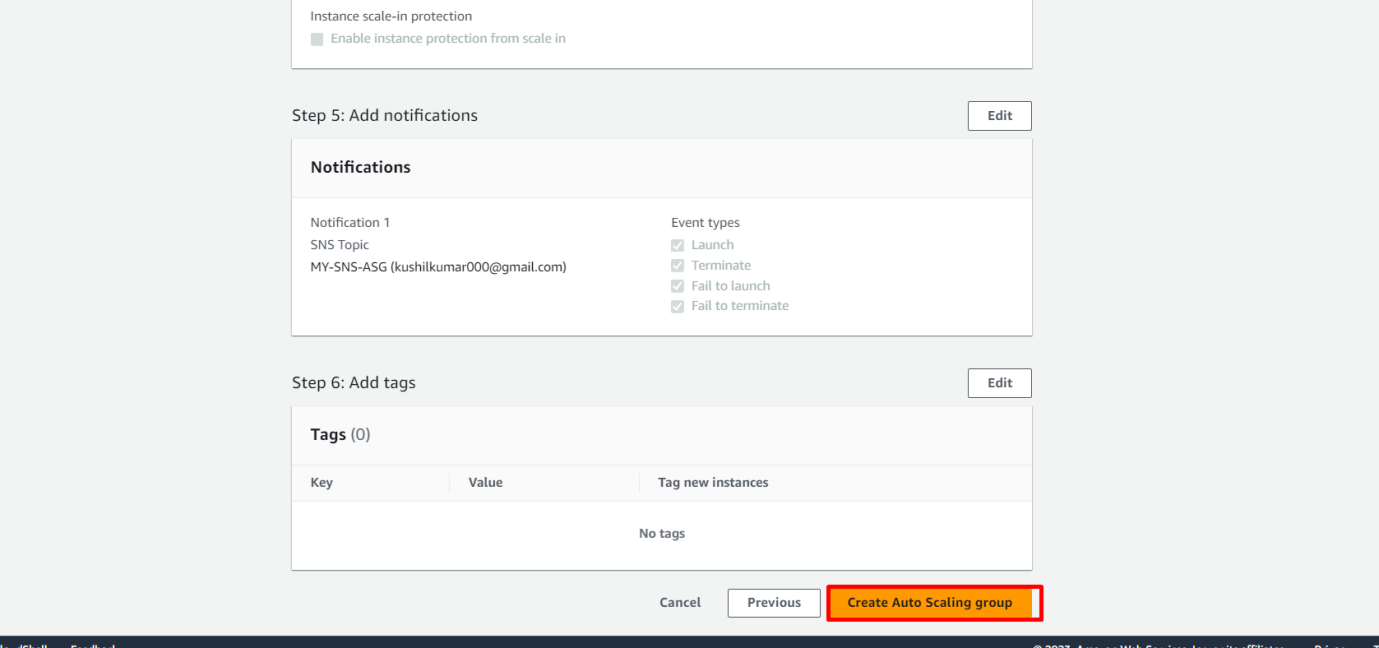 Instance scale-in protection
Enable instance protection from scale in
Step 5: Add notifications
Edit
Notifications
Notification 1
Event types
SNS Topic
Launch
MY-SNS-ASG (kushilkumar000@gmail.com)
Terminate
Fail to launch
Fail to terminate
Step 6: Add tags
Edit
Tags (0)
Key Value Tag new instances
No tags
Cancel Previous Create Auto Scaling group